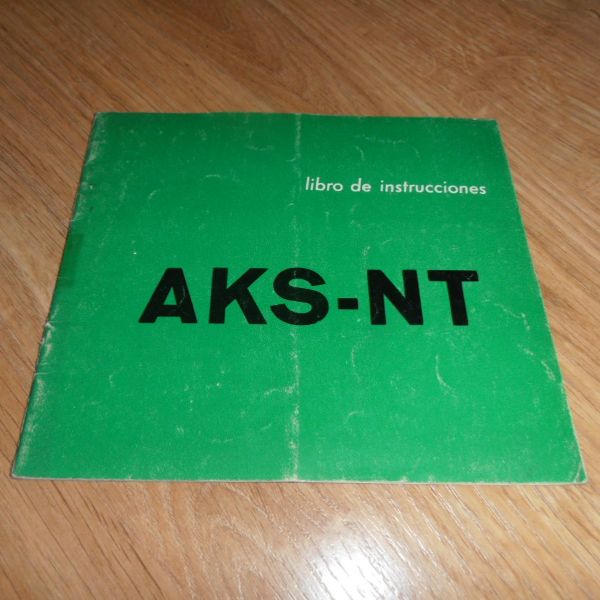 libro de instrucciones
AKS-NT